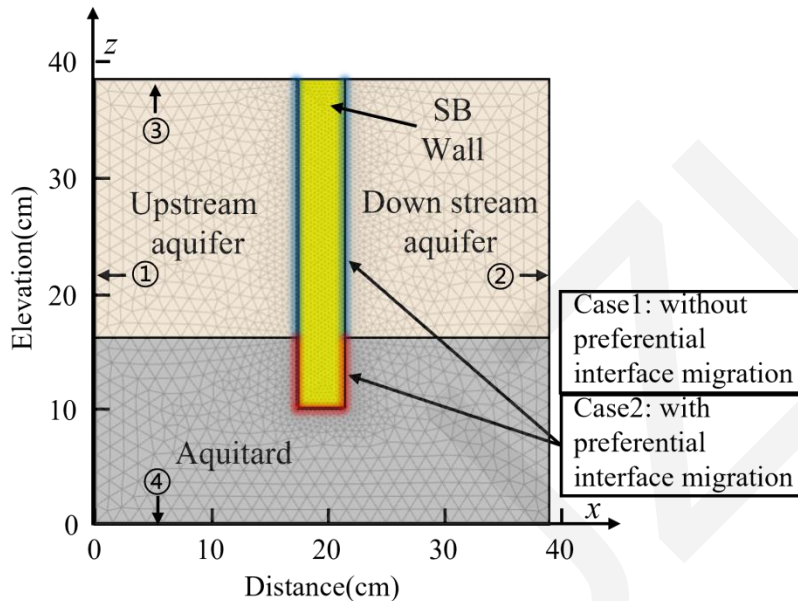 z
40
③
SB
Wall
30
Upstream
aquifer
Down stream
aquifer
①
②
20
Elevation(cm)
Case1: without
preferential
interface migration
Case2: with
preferential
interface migration
10
Aquitard
④
0
x
0
10
20
30
40
Distance(cm)